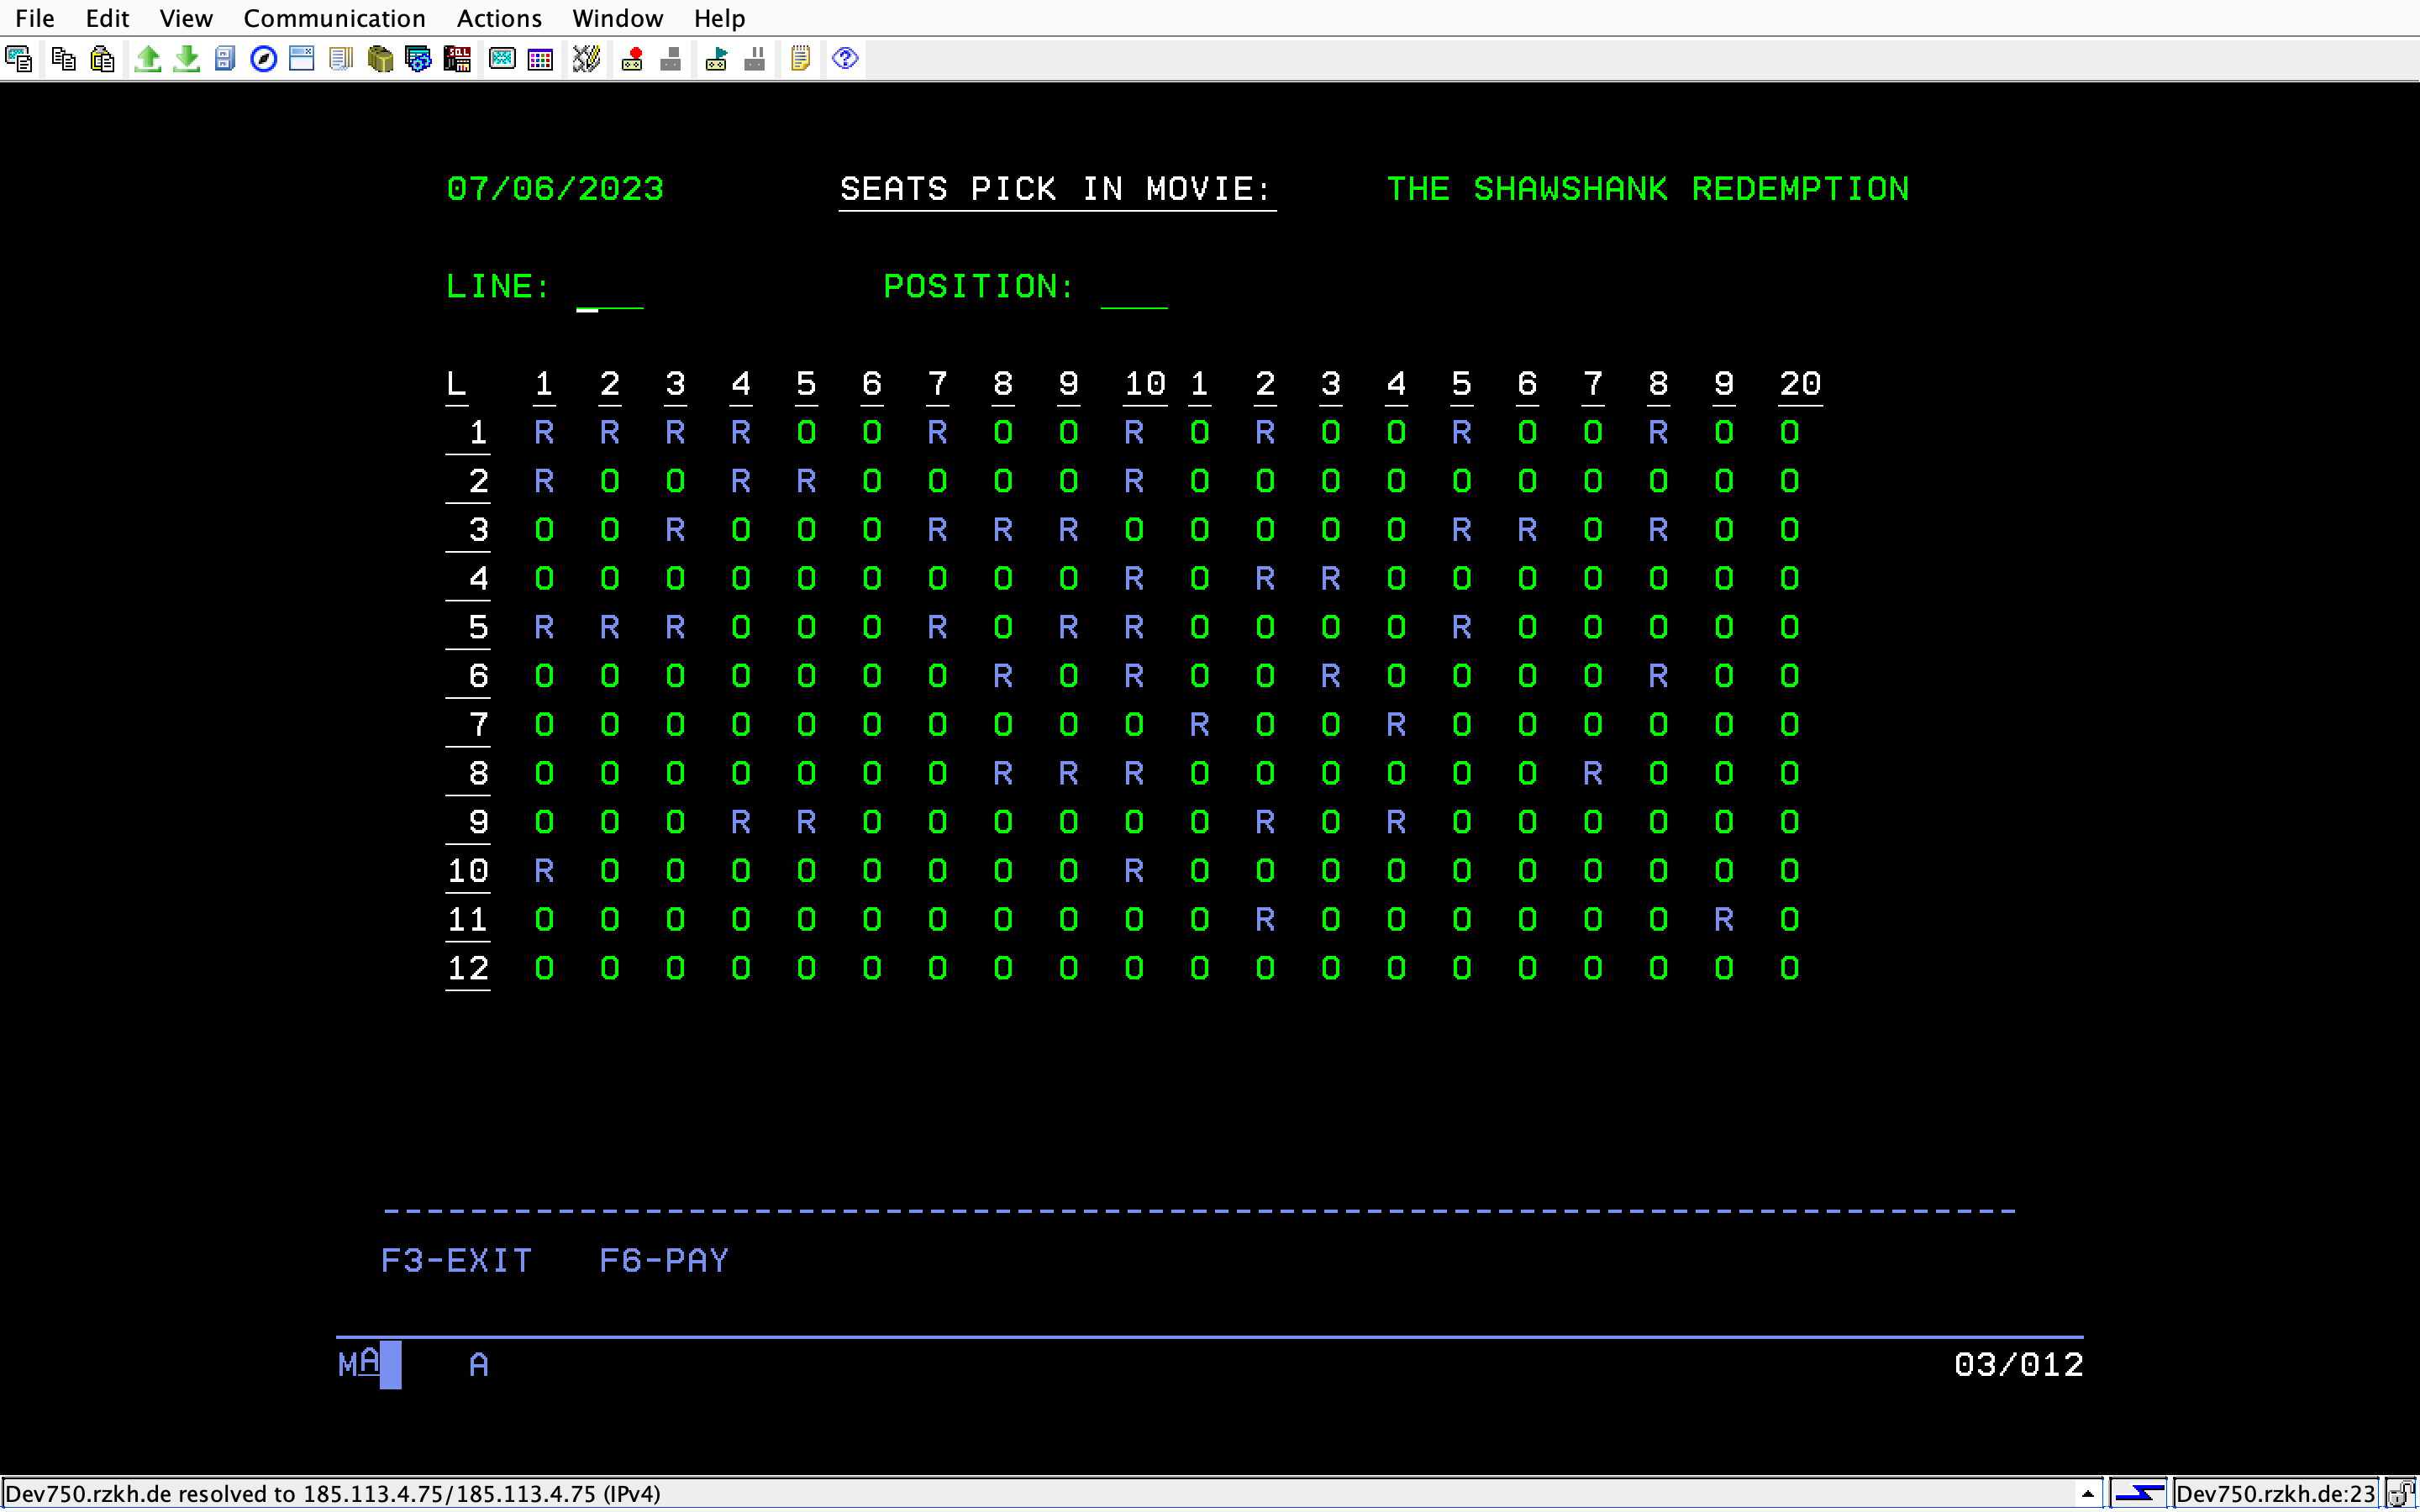 File Edit View Communication Actions Window Help
07/06/2023 SEATS PICK IN MOVIE: THE SHAWSHANK REDEMPTION
LINE: POSITION:
L 1 2 3 4 5 6 7 8 9 10 1 2 3 4 5 6 7 8 9 20
1 R R R R O O R O O R O R O O R O O R O O
2 R O O R R O O O O R O O O O O O O O O O
3 O O R O O O R R R O O O O O R R O R O O
4 O O O O O O O O O R O R R O O O O O O O
5 R R R O O O R O R R O O O O R O O O O O
6 O O O O O O O R O R O O R O O O O R O O
7 O O O O O O O O O O R O O R O O O O O O
8 O O O O O O O R R R O O O O O O R O O O
9 O O O R R O O O O O O R O R O O O O O O
10 R O O O O O O O O R O O O O O O O O O O
11 O O O O O O O O O O O R O O O O O O R O
12 O O O O O O O O O O O O O O O O O O O O
F3-EXIT F6-PAY
MA A 03/012
Dev750.rzkh.de resolved to 185.113.4.75/185.113.4.75 (IPv4) Dev750.rzkh.de:23